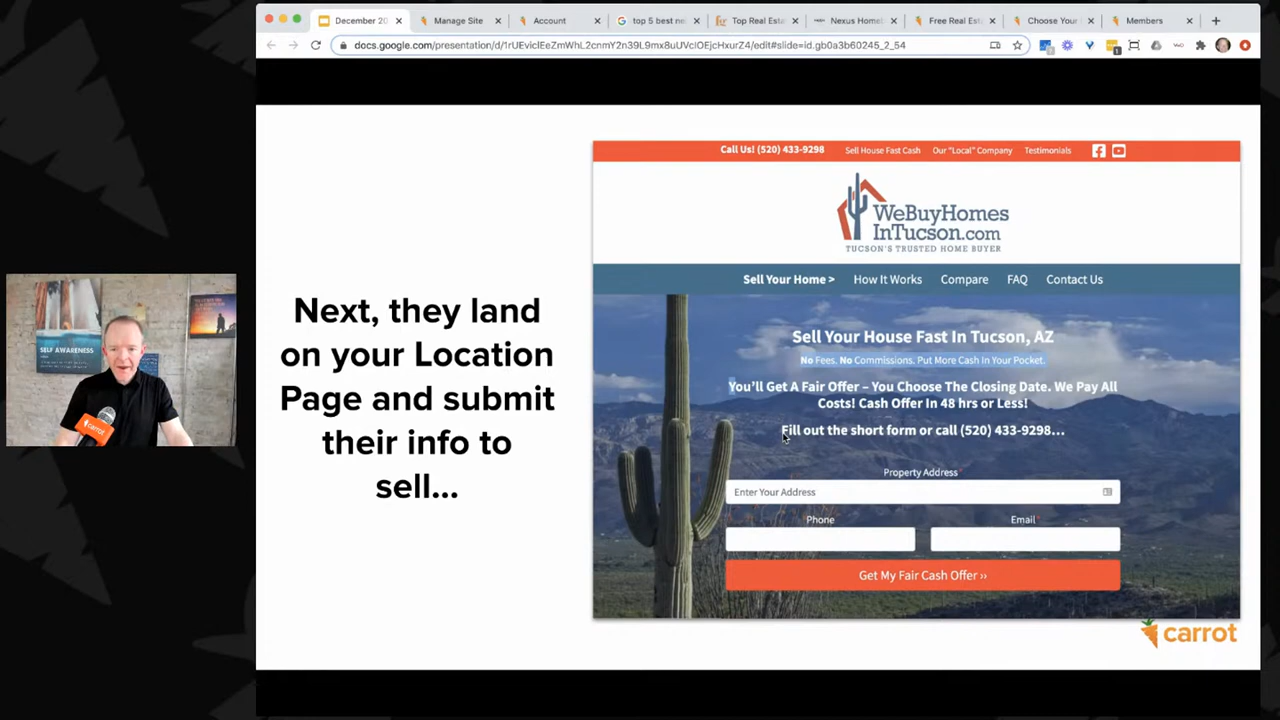 December 20
Manage Site
Account
top 5 best ne
Top Real Esta
Nexus Home
Free Real Est
Choose Your
Members
docs.google.com/presentation/d/1rUEvicIEeZmWhL2cnmY2n39L9mx8uUVcIOEjcHxurZ4/edit#slide=id.gb0a3b60245_2_54
Next, they land
on your Location
Page and submit
their info to
sell...
Call Us! (520) 433-9298
Sell House Fast Cash
Our "Local" Company
Testimonials
WeBuyHomes
InTucson.com
TUCSON'S TRUSTED HOME BUYER
Sell Your Home >
How It Works
Compare
FAQ
Contact Us
Sell Your House Fast In Tucson, AZ
No Fees. No Commissions. Put More Cash In Your Pocket.
You'll Get A Fair Offer – You Choose The Closing Date. We Pay All
Costs! Cash Offer In 48 hrs or Less!
Fill out the short form or call (520) 433-9298...
Property Address*
Enter Your Address
Phone
Email*
Get My Fair Cash Offer ››
carrot
SELF AWARENESS
carrot